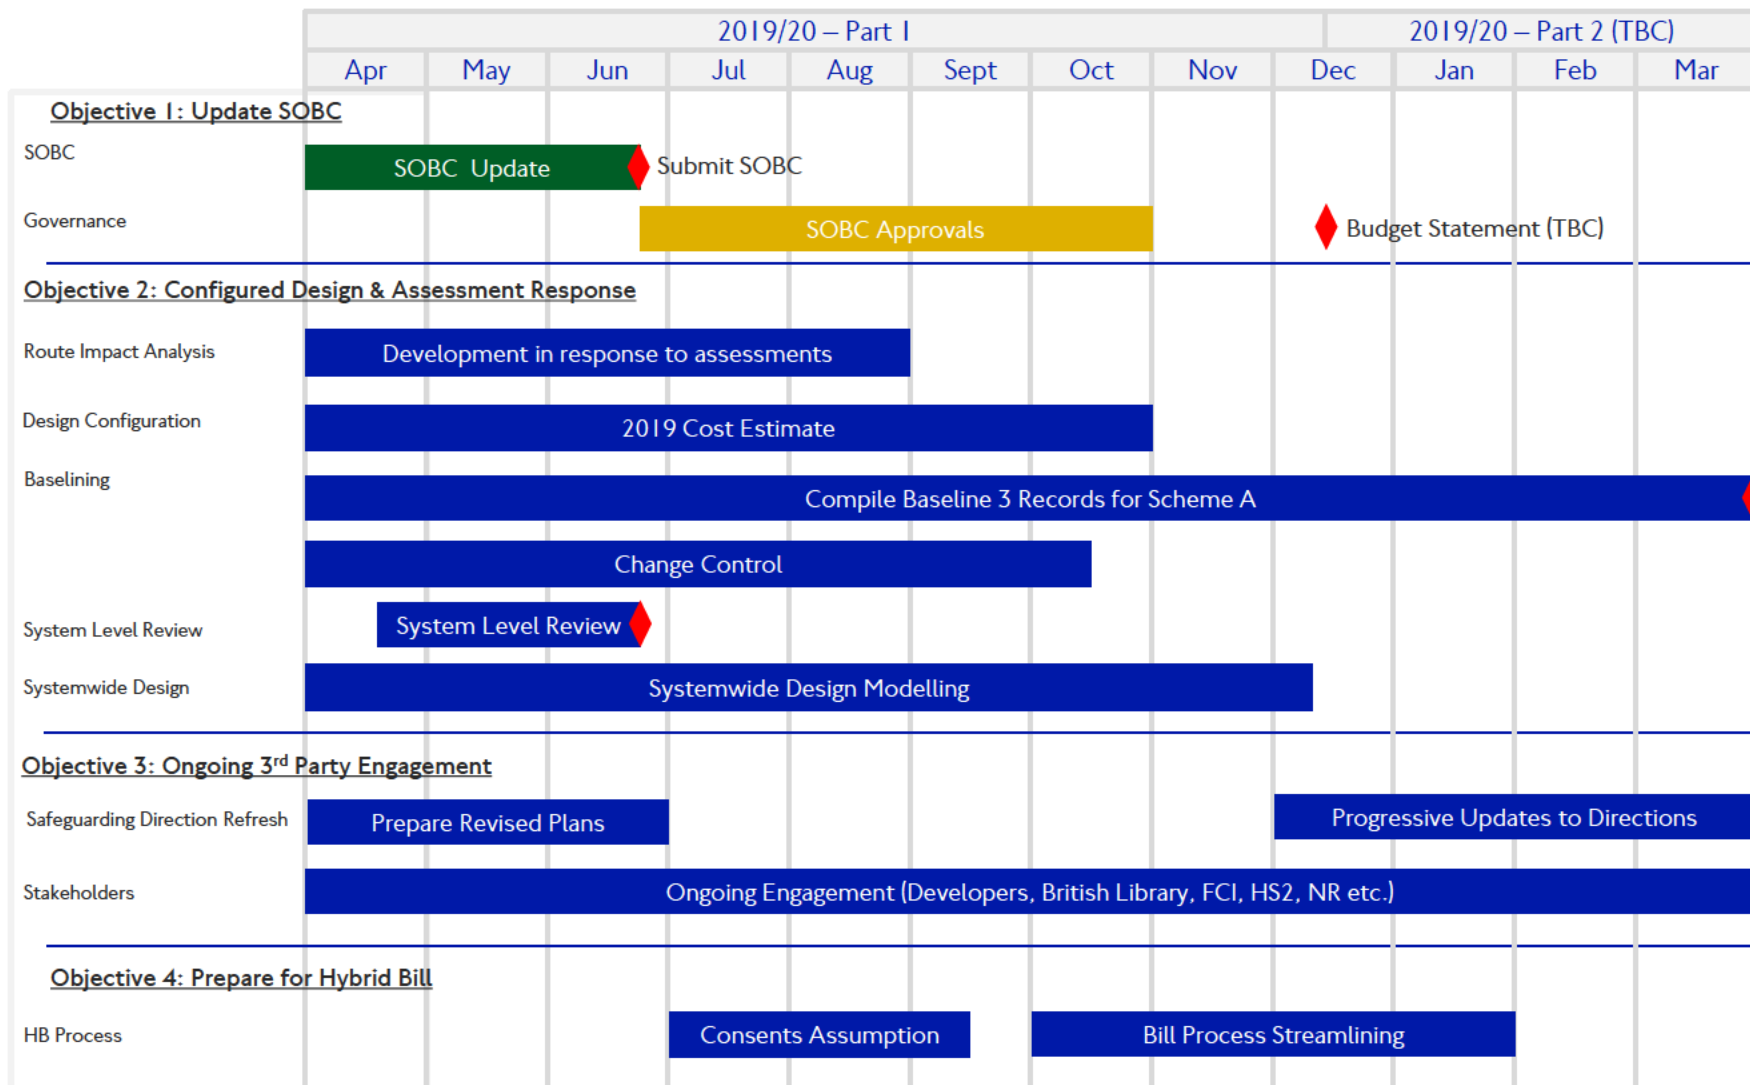 2019/20 – Part 1
2019/20 – Part 2 (TBC)
Apr May Jun Jul Aug Sept Oct Nov Dec Jan Feb Mar
Objective 1: Update SOBC
SOBC
SOBC Update
Submit SOBC
Governance
SOBC Approvals
Budget Statement (TBC)
Objective 2: Configured Design & Assessment Response
Route Impact Analysis
Development in response to assessments
Design Configuration
2019 Cost Estimate
Baselining
Compile Baseline 3 Records for Scheme A
Change Control
System Level Review
System Level Review
Systemwide Design
Systemwide Design Modelling
Objective 3: Ongoing 3rd Party Engagement
Safeguarding Direction Refresh
Prepare Revised Plans
Progressive Updates to Directions
Stakeholders
Ongoing Engagement (Developers, British Library, FCI, HS2, NR etc.)
Objective 4: Prepare for Hybrid Bill
HB Process
Consents Assumption
Bill Process Streamlining